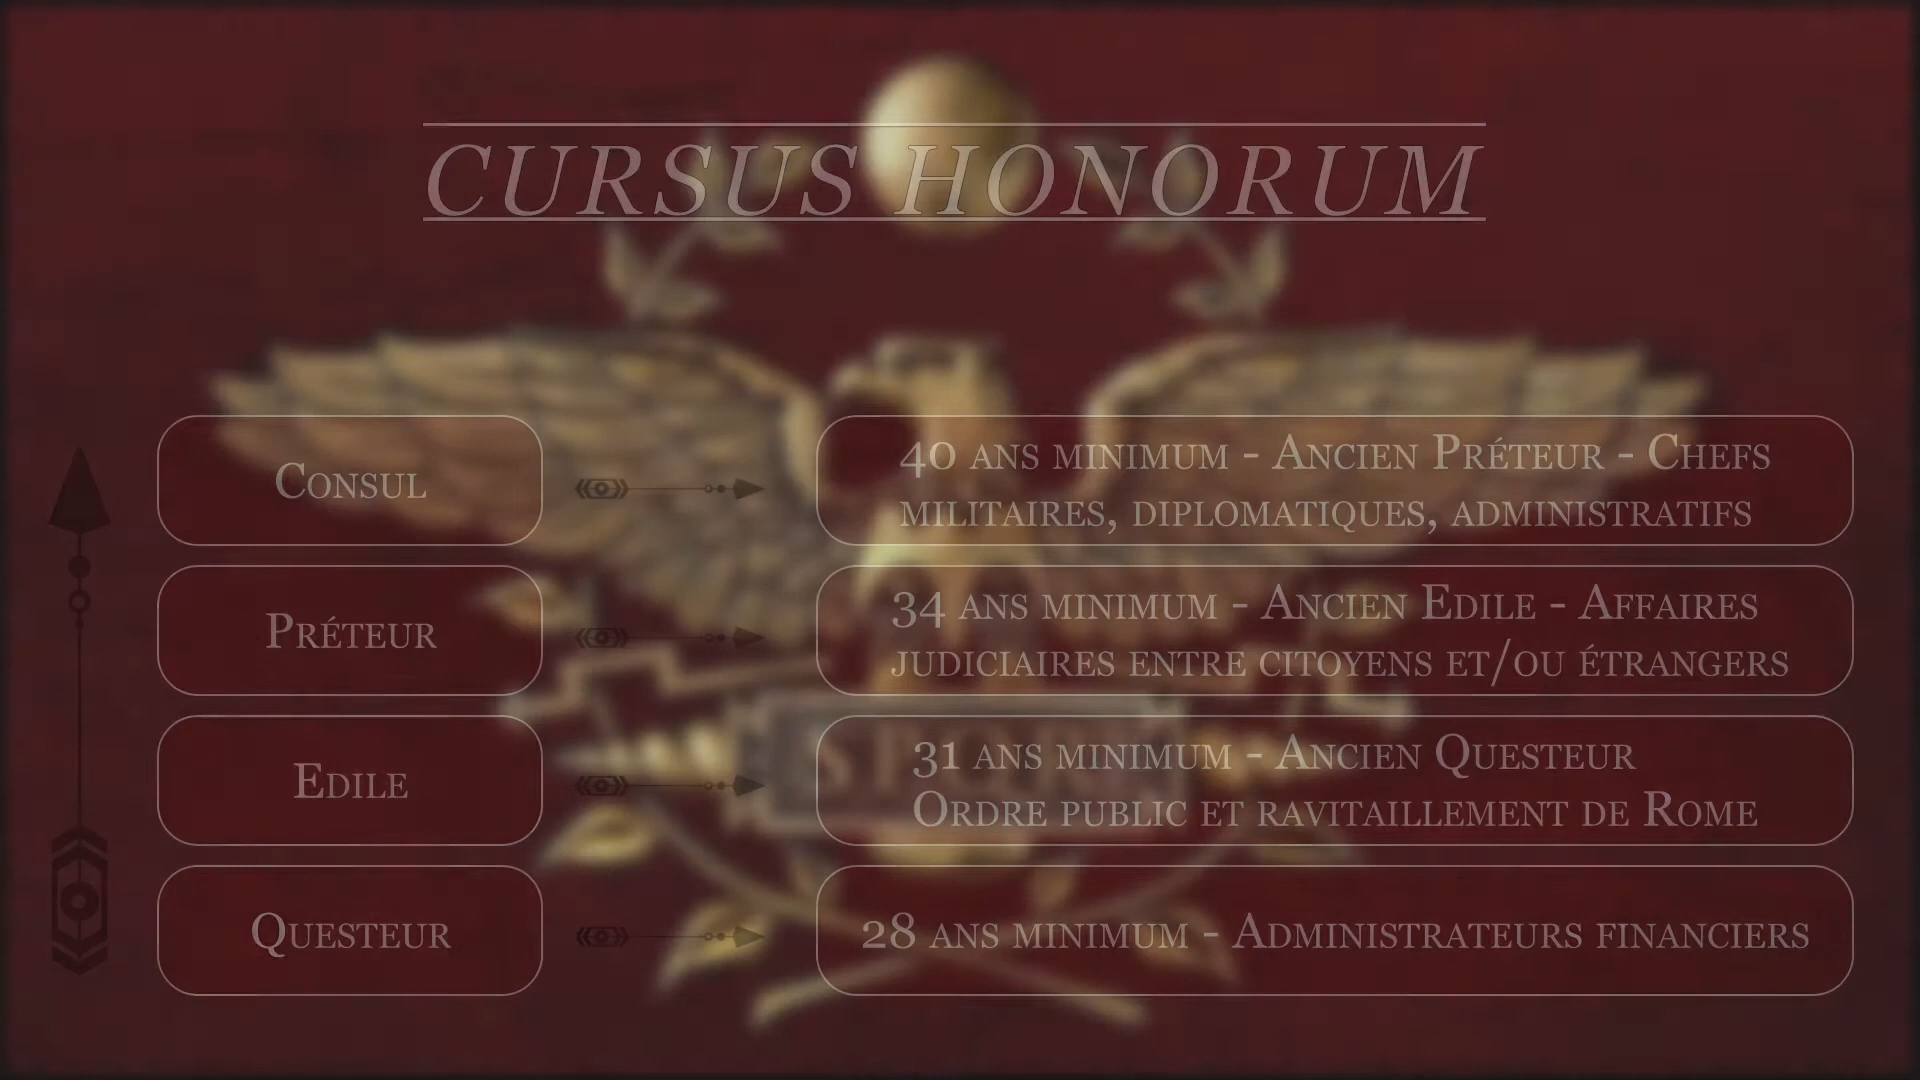 CURSUS HONORUM
Consul
40 ans minimum - Ancien Préteur - Chefs
militaires, diplomatiques, administratifs
Préteur
34 ans minimum - Ancien Edile - Affaires
judiciaires entre citoyens et/ou étrangers
Edile
31 ans minimum - Ancien Questeur
Ordre public et ravitaillement de Rome
Questeur
28 ans minimum - Administrateurs financiers